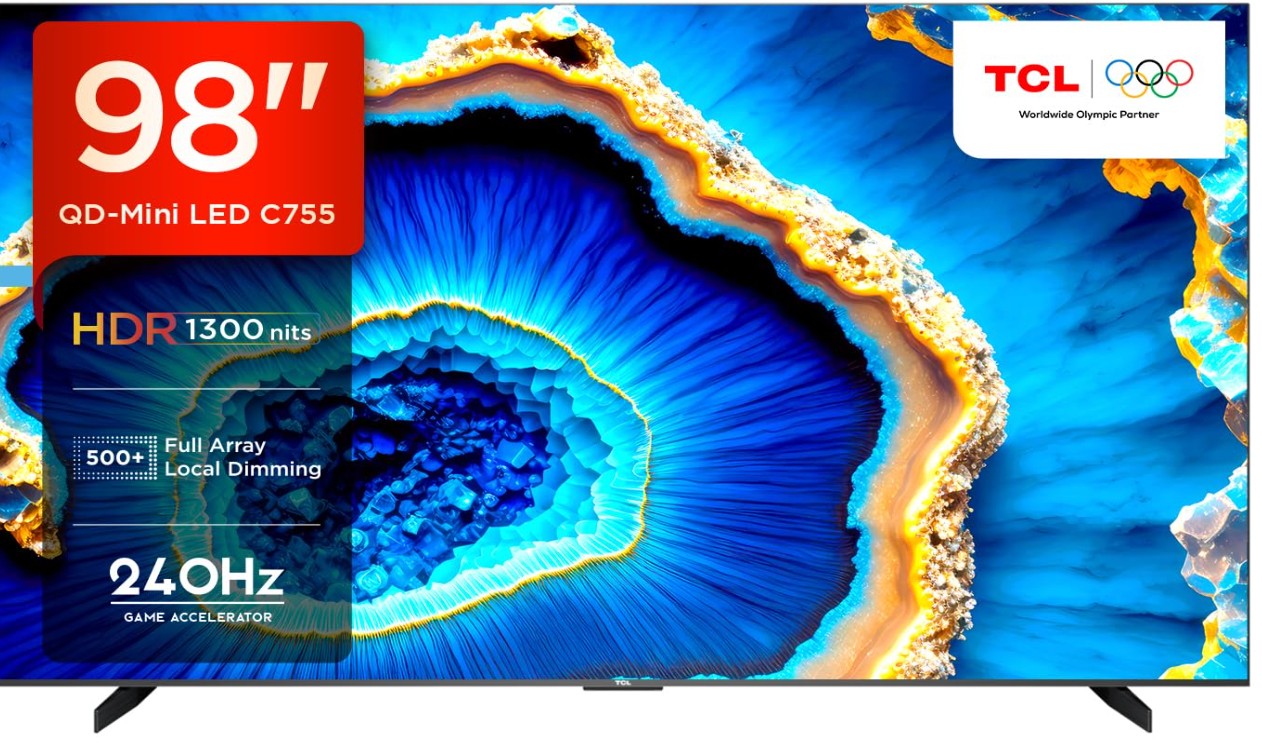 98"
QD-Mini LED C755
HDR 1300 nits
500+
Full Array
Local Dimming
240Hz
GAME ACCELERATOR
TCL
Worldwide Olympic Partner
TCL